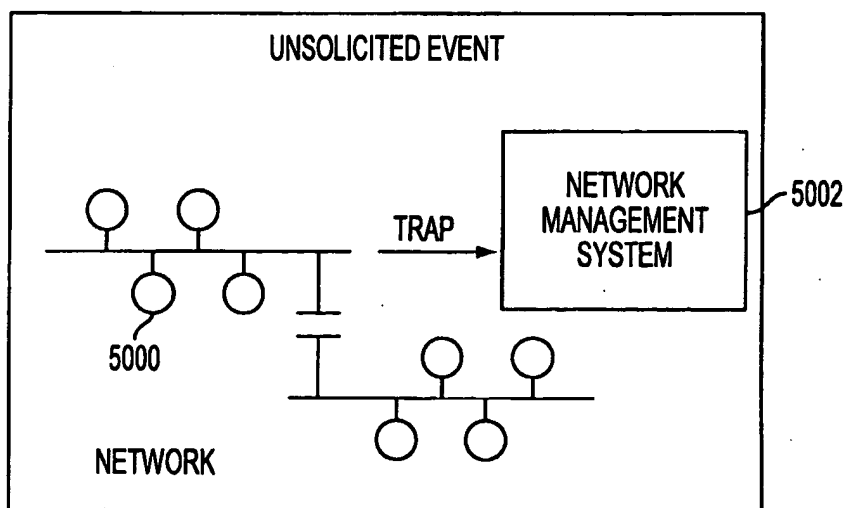 UNSOLICITED EVENT
NETWORK
MANAGEMENT
SYSTEM
5002
TRAP
5000
NETWORK